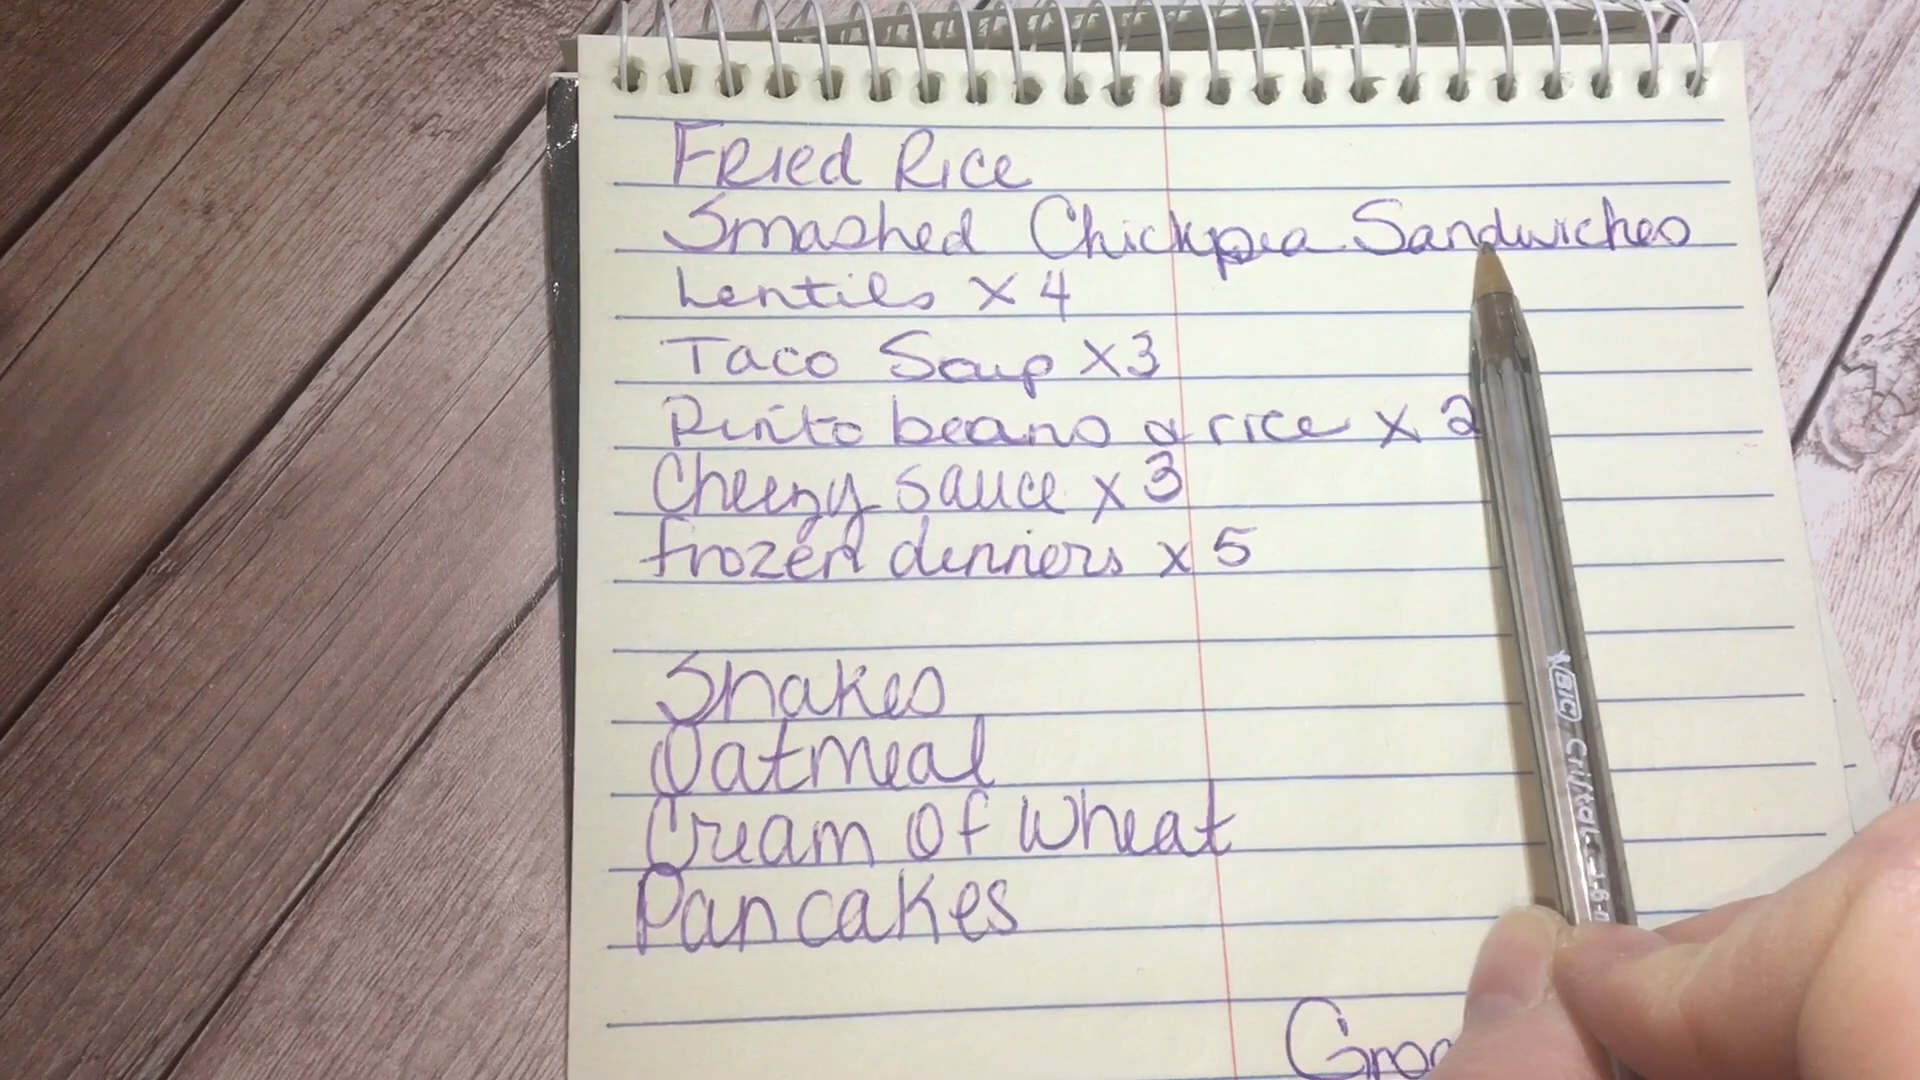 Fried Rice
Smashed Chickpea Sandwiches
Lentils x 4
Taco Soup x3
Pinto beans & rice x 2
Cheezy sauce x 3
frozen dinners x 5
Shakes
Oatmeal
Cream of wheat
Pancakes
BIC Cristal